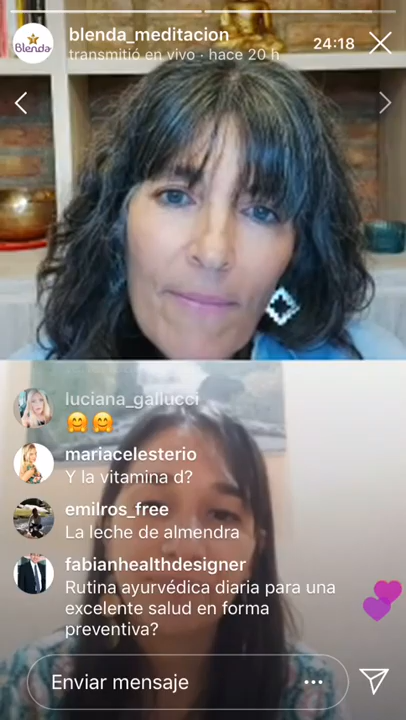 blenda_meditacion
transmitió en vivo · hace 20 h
24:18
Blenda
luciana_gallucci
🤗 🤗
mariacelesterio
Y la vitamina d?
emilros_free
La leche de almendra
fabianhealthdesigner
Rutina ayurvédica diaria para una
excelente salud en forma
preventiva?
Enviar mensaje